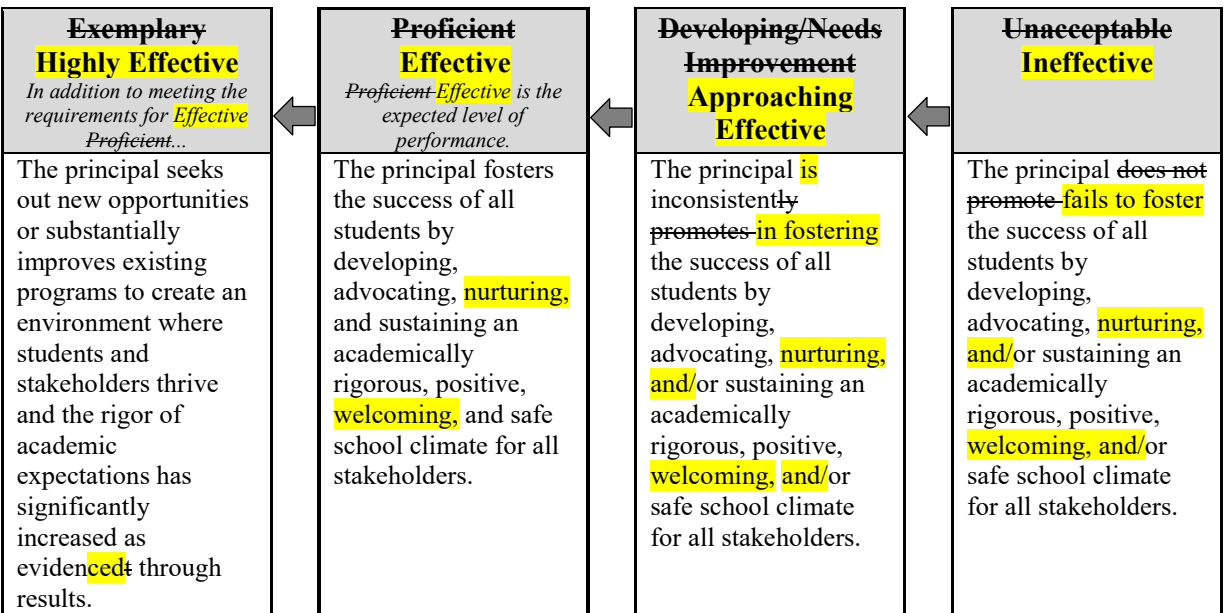 Exemplary
Highly Effective
In addition to meeting the
requirements for Effective
Proficient...
The principal seeks
out new opportunities
or substantially
improves existing
programs to create an
environment where
students and
stakeholders thrive
and the rigor of
academic
expectations has
significantly
increased as
evidencedt through
results.
Proficient
Effective
Proficient Effective is the
expected level of
performance.
The principal fosters
the success of all
students by
developing,
advocating, nurturing,
and sustaining an
academically
rigorous, positive,
welcoming, and safe
school climate for all
stakeholders.
Developing/Needs
Improvement
Approaching
Effective
The principal is
inconsistently
promotes in fostering
the success of all
students by
developing,
advocating, nurturing,
and/or sustaining an
academically
rigorous, positive,
welcoming, and/or
safe school climate
for all stakeholders.
Unacceptable
Ineffective
The principal does not
promote fails to foster
the success of all
students by
developing,
advocating, nurturing,
and/or sustaining an
academically
rigorous, positive,
welcoming, and/or
safe school climate
for all stakeholders.